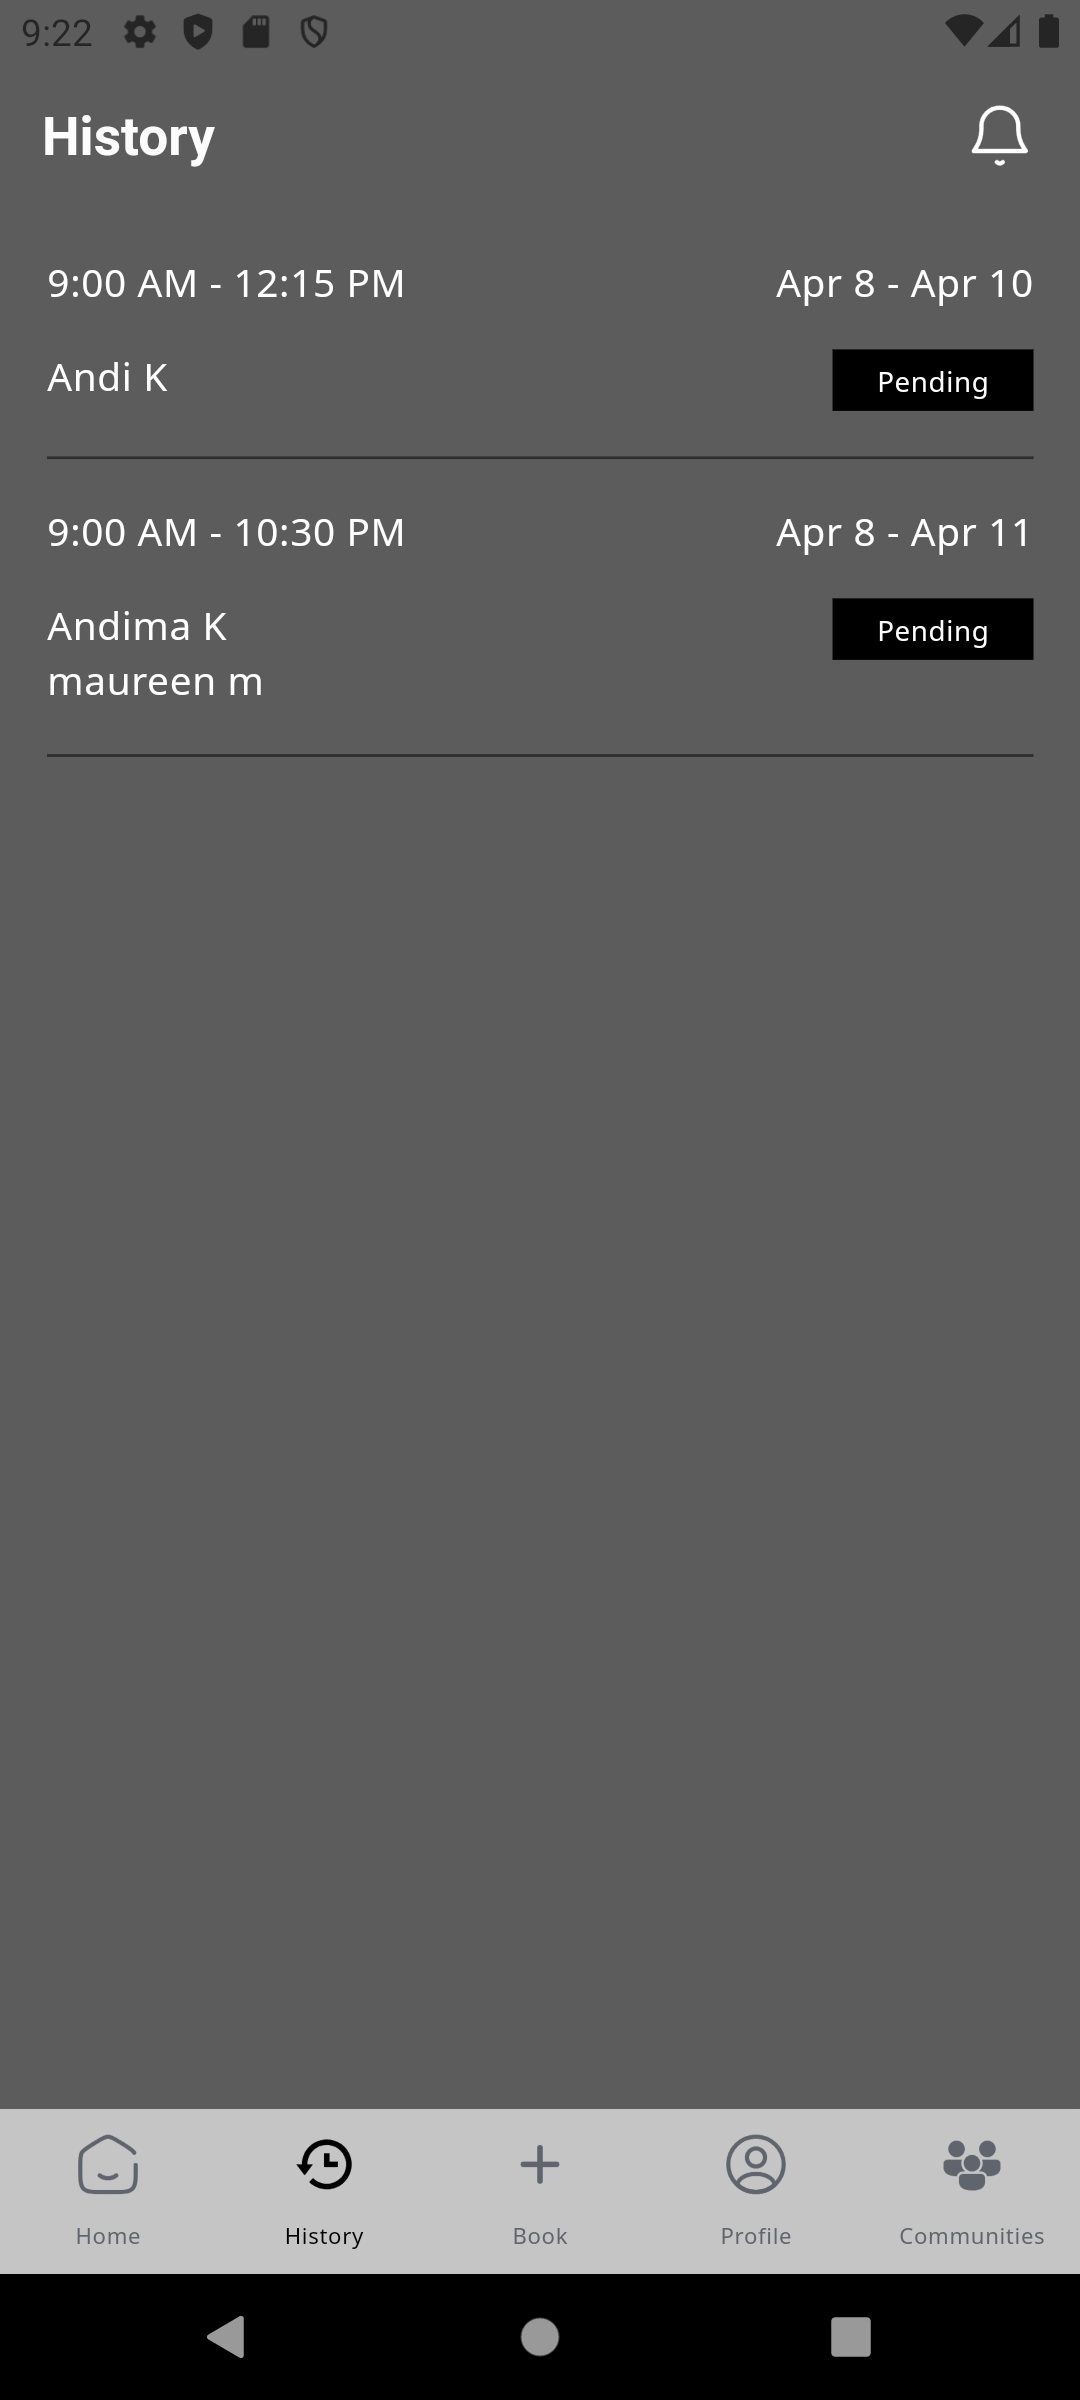 9:22
History
9:00 AM - 12:15 PM Apr 8 - Apr 10
Andi K Pending
9:00 AM - 10:30 PM Apr 8 - Apr 11
Andima K Pending
maureen m
Home History Book Profile Communities